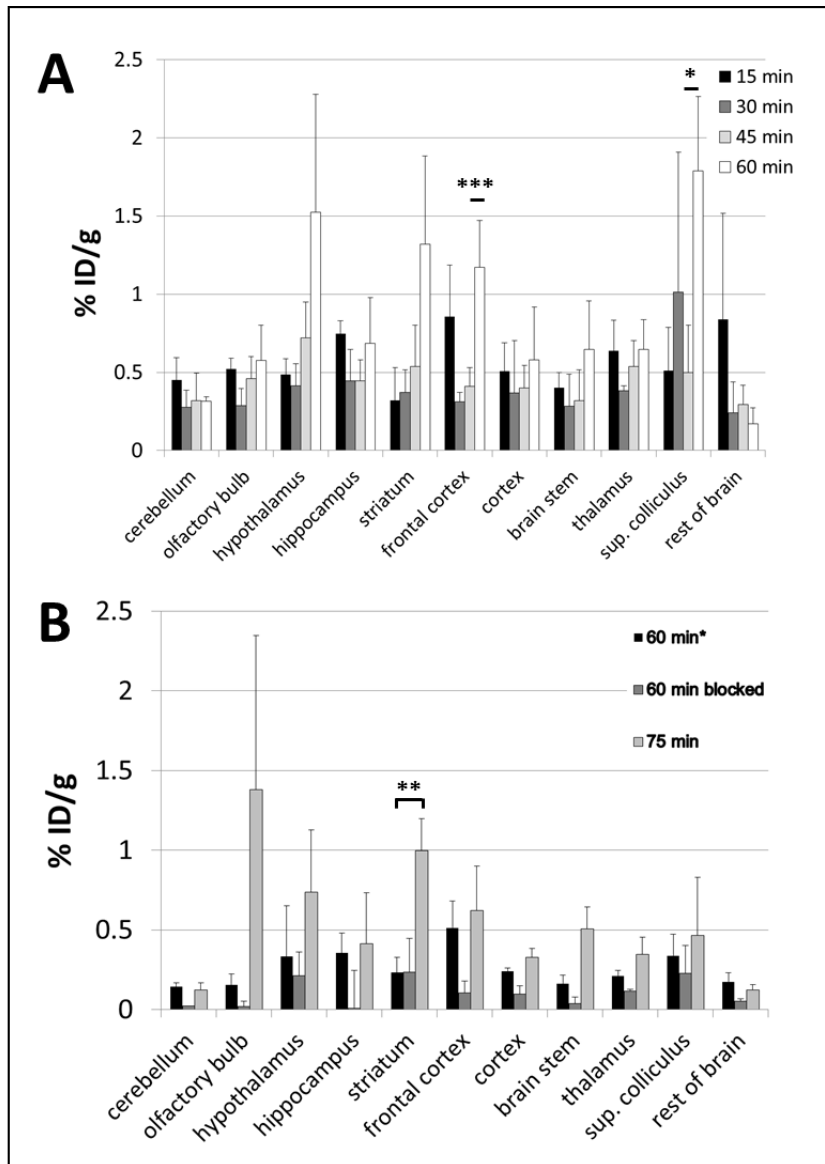 A
2.5
2
1.5
1
0.5
0
% ID/g
***
*
15 min
30 min
45 min
60 min
cerebellum
olfactory bulb
hypothalamus
hippocampus
striatum
frontal cortex
cortex
brain stem
thalamus
sup. colliculus
rest of brain
B
2.5
2
1.5
1
0.5
0
% ID/g
**
60 min*
60 min blocked
75 min
cerebellum
olfactory bulb
hypothalamus
hippocampus
striatum
frontal cortex
cortex
brain stem
thalamus
sup. colliculus
rest of brain